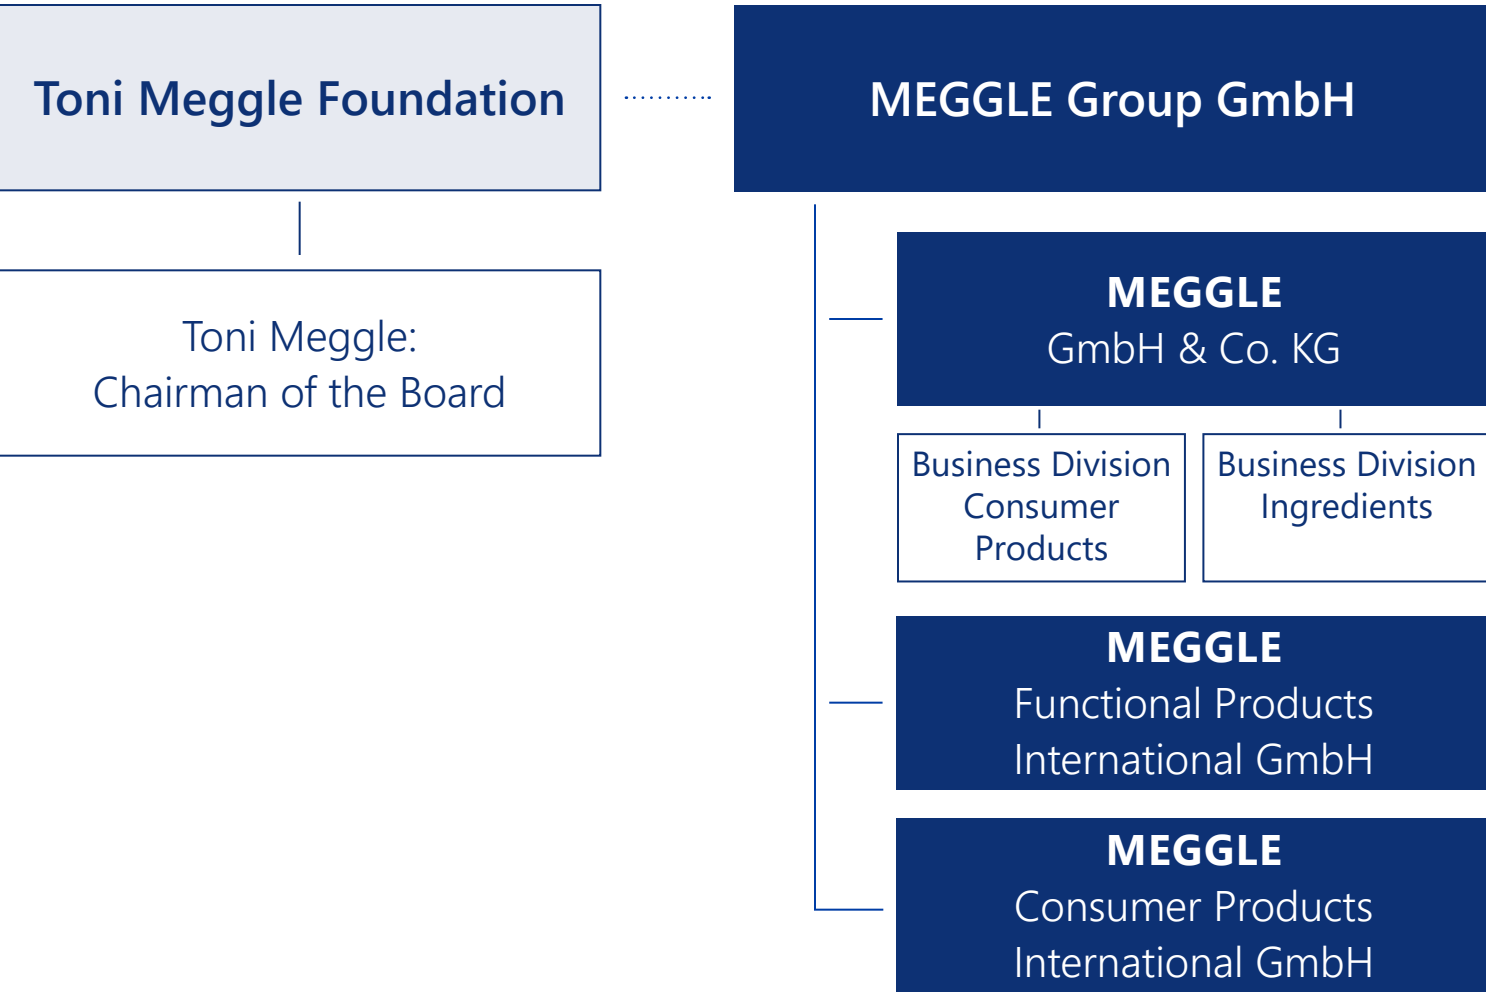 Toni Meggle Foundation
MEGGLE Group GmbH
Toni Meggle:
Chairman of the Board
MEGGLE
GmbH & Co. KG
Business Division
Consumer
Products
Business Division
Ingredients
MEGGLE
Functional Products
International GmbH
MEGGLE
Consumer Products
International GmbH